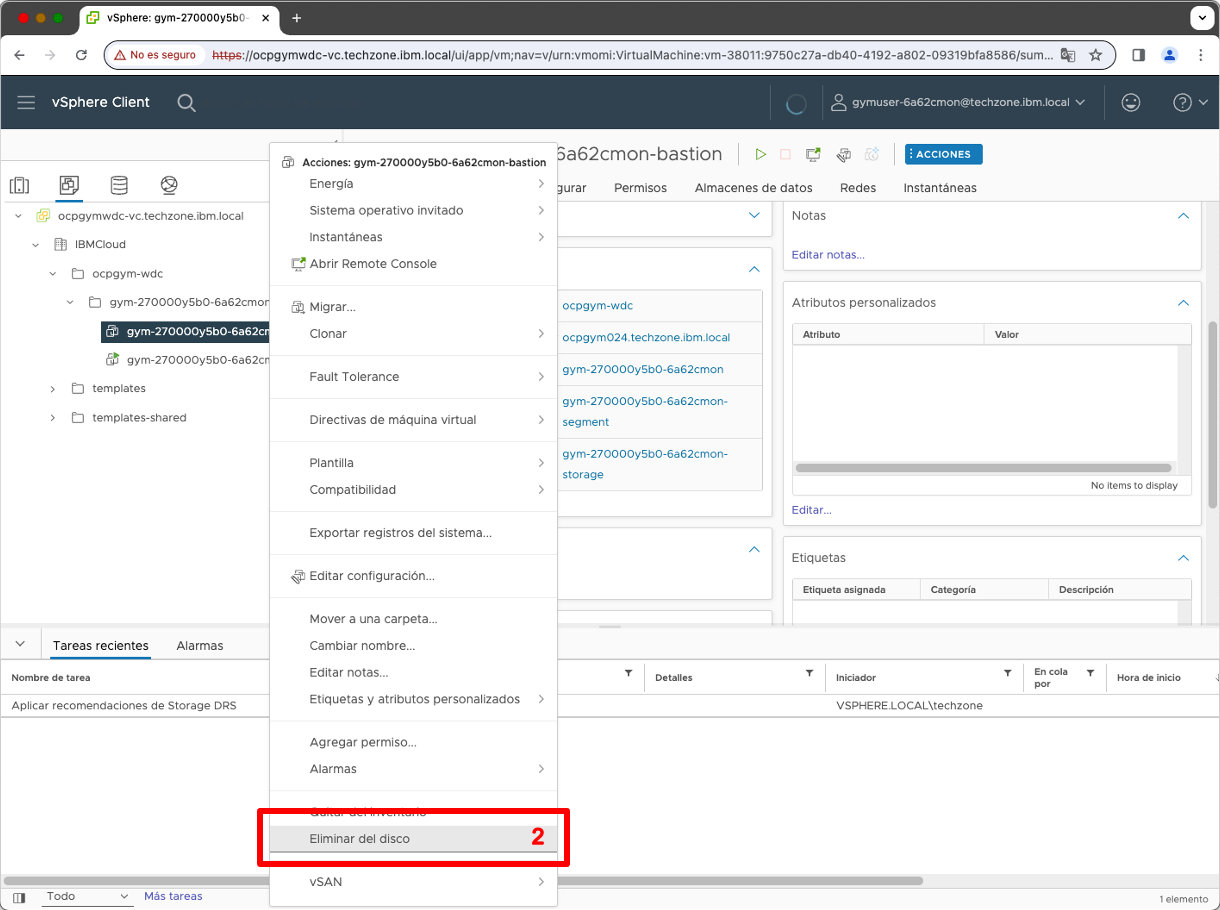 vSphere: gym-270000y5b0-
No es seguro
https://ocpgymwdc-vc.techzone.ibm.local/ui/app/vm;nav=v/urn:vmomi:VirtualMachine:vm-38011:9750c27a-db40-4192-a802-09319bfa8586/sum...
vSphere Client
gymuser-6a62cmon@techzone.ibm.local
6a62cmon-bastion
ACCIONES
gurar
Permisos
Almacenes de datos
Redes
Instantáneas
ocpgymwdc-vc.techzone.ibm.local
IBMCloud
ocpgym-wdc
gym-270000y5b0-6a62cmon
gym-270000y5b0-6a62cm
gym-270000y5b0-6a62cm
templates
templates-shared
Acciones: gym-270000y5b0-6a62cmon-bastion
Energía
Sistema operativo invitado
Instantáneas
Abrir Remote Console
Migrar...
Clonar
Fault Tolerance
Directivas de máquina virtual
Plantilla
Compatibilidad
Exportar registros del sistema...
Editar configuración...
Mover a una carpeta...
Cambiar nombre...
Editar notas...
Etiquetas y atributos personalizados
Agregar permiso...
Alarmas
Quitar del inventario
Eliminar del disco
2
vSAN
ocpgym-wdc
ocpgym024.techzone.ibm.local
gym-270000y5b0-6a62cmon
gym-270000y5b0-6a62cmon-
segment
gym-270000y5b0-6a62cmon-
storage
Notas
Editar notas...
Atributos personalizados
Atributo
Valor
No items to display
Editar...
Etiquetas
Etiqueta asignada
Categoría
Descripción
Tareas recientes
Alarmas
Nombre de tarea
Detalles
Iniciador
En cola
por
Hora de inicio
Aplicar recomendaciones de Storage DRS
VSPHERE.LOCAL\techzone
Todo
Más tareas
1 elemento